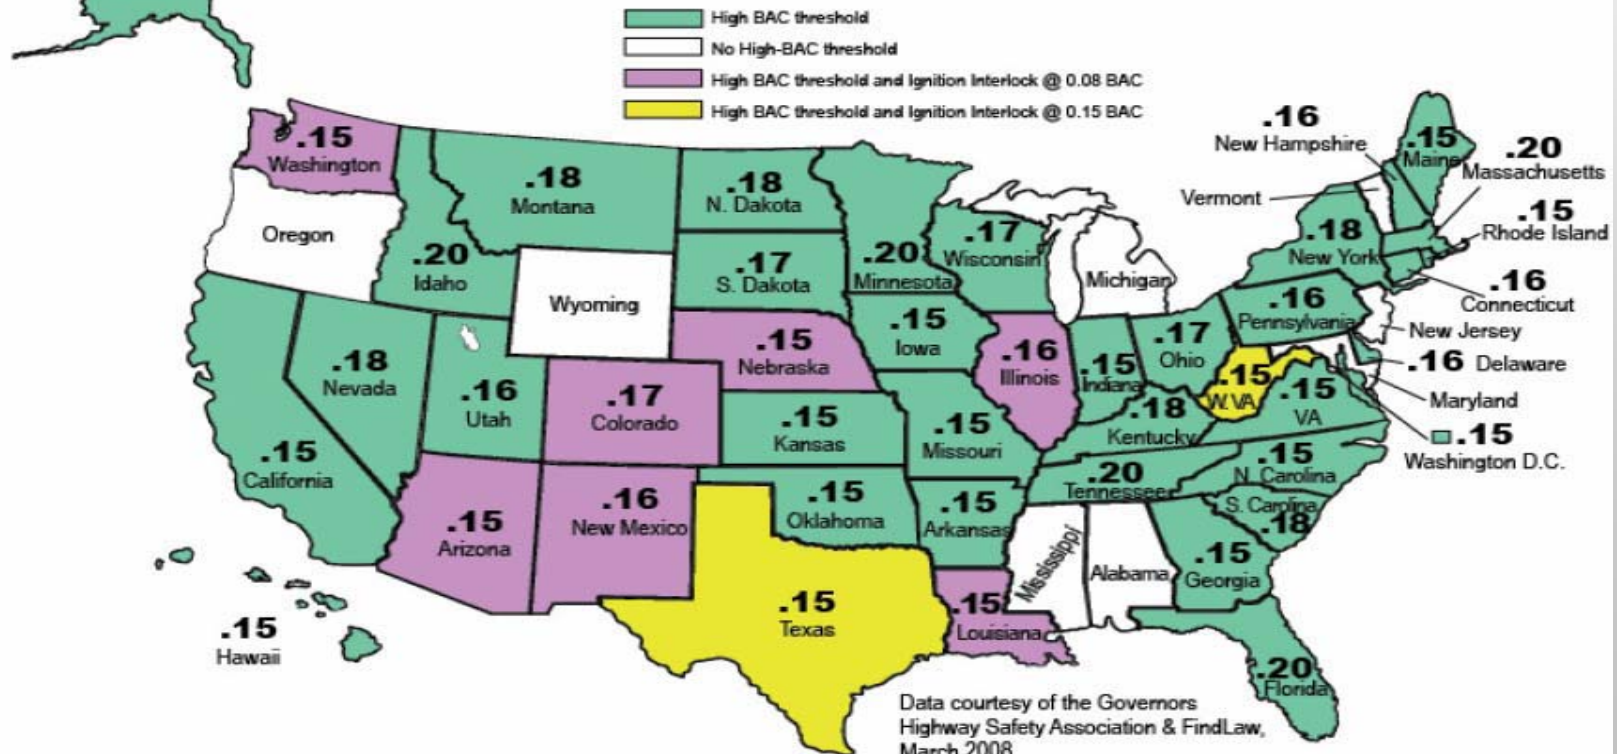 High BAC threshold
No High-BAC threshold
High BAC threshold and Ignition Interlock @ 0.08 BAC
High BAC threshold and Ignition Interlock @ 0.15 BAC
.15
Washington
Oregon
.20
Idaho
.18
Montana
.18
N. Dakota
.17
S. Dakota
.20
Minnesota
.17
Wisconsin
Michigan
.16
New Hampshire
.15
Maine
.20
Massachusetts
Vermont
.15
Rhode Island
.18
New York
.16
Connecticut
.16
Pennsylvania
New Jersey
.16 Delaware
Maryland
.15
Washington D.C.
Wyoming
.15
Nebraska
.15
Iowa
.16
Illinois
.15
Indiana
.17
Ohio
.15
W.VA
.15
VA
.18
Kentucky
.18
Nevada
.16
Utah
.17
Colorado
.15
Kansas
.15
Missouri
.15
California
.15
Arizona
.16
New Mexico
.15
Oklahoma
.15
Arkansas
.20
Tennessee
.15
N. Carolina
S. Carolina
.18
.15
Georgia
Alabama
Mississippi
.15
Louisiana
.15
Texas
.15
Hawaii
.20
Florida
Data courtesy of the Governors
Highway Safety Association & FindLaw,
March 2008